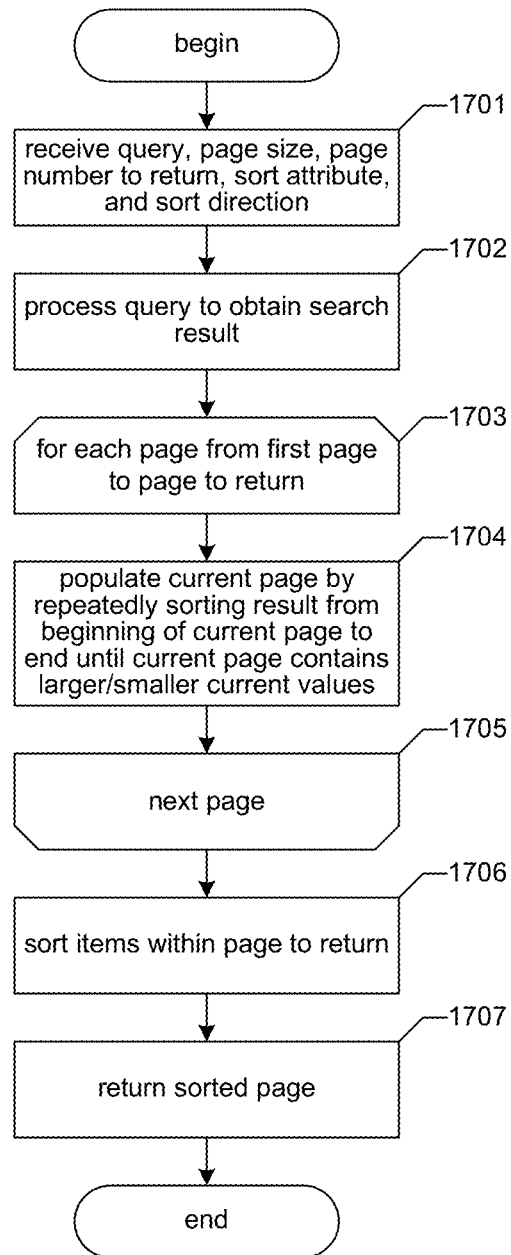 begin
1701
receive query, page size, page
number to return, sort attribute,
and sort direction
1702
process query to obtain search
result
1703
for each page from first page
to page to return
1704
populate current page by
repeatedly sorting result from
beginning of current page to
end until current page contains
larger/smaller current values
1705
next page
1706
sort items within page to return
1707
return sorted page
end